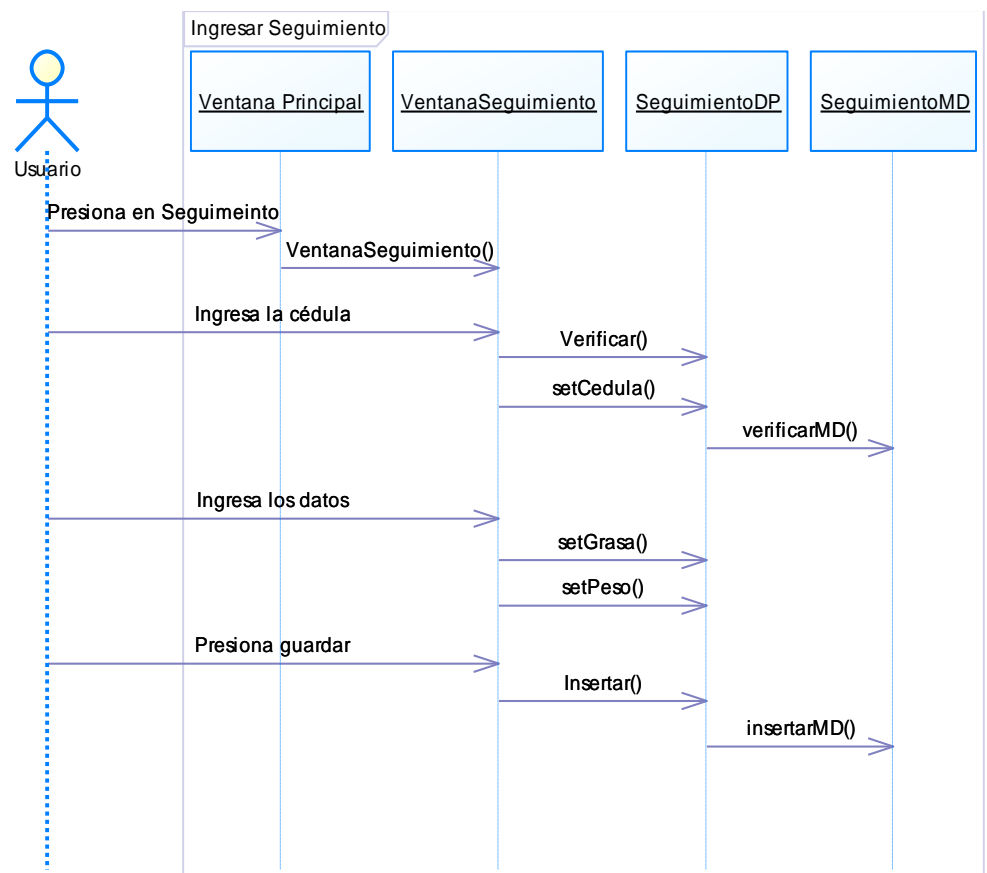 Ingresar Seguimiento
Ventana Principal
VentanaSeguimiento
SeguimientoDP
SeguimientoMD
Usuario
Presiona en Seguimeinto
VentanaSeguimiento()
Ingresa la cédula
Verificar()
setCedula()
verificarMD()
Ingresa los datos
setGrasa()
setPeso()
Presiona guardar
Insertar()
insertarMD()